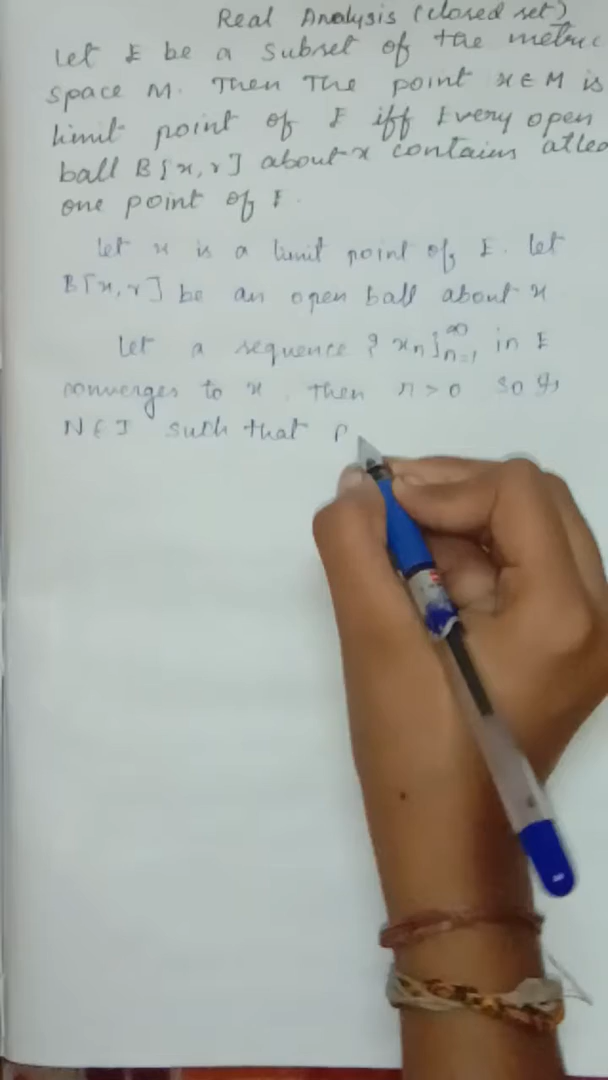 Real Analysis (closed set)
Let E be a subset of the metric
space M. Then The point x ∈ M is
limit point of E iff Every open
ball B[x, r] about x contains atlea
one point of E.
Let x is a limit point of E. Let
B[x, r] be an open ball about x
Let a sequence {xn}∞n=1 in E
converges to x. Then r > 0 so
N ∈ I such that P